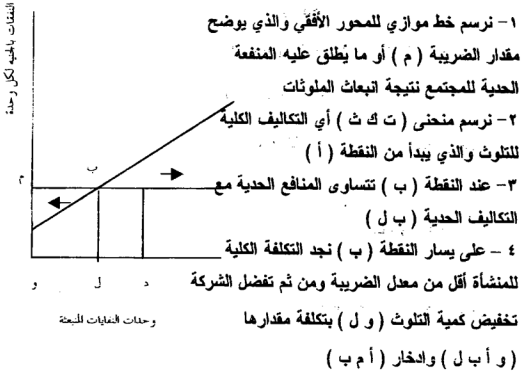 ١- نرسم خط موازي للمحور الأفقي والذي يوضح
مقدار الضريبة ( م ) أو ما يُطلق عليه المنفعة
الحدية للمجتمع نتيجة انبعاث الملوثات
٢- نرسم منحنى ( ت ك ث ) أي التكاليف الكلية
للتلوث والذي يبدأ من النقطة ( أ )
٣- عند النقطة ( ب ) تتساوى المنافع الحدية مع
التكاليف الحدية ( ب ل )
٤ – على يسار النقطة ( ب ) نجد التكلفة الكلية
للمنشأة أقل من معدل الضريبة ومن ثم تفضل الشركة
تخفيض كمية التلوث ( و ل ) بتكلفة مقدارها
( و أ ب ل ) وادخار ( أ م ب )
النفقات بالجنيه لكل وحدة
ب
و ل د
وحدات النفايات المنبعثة